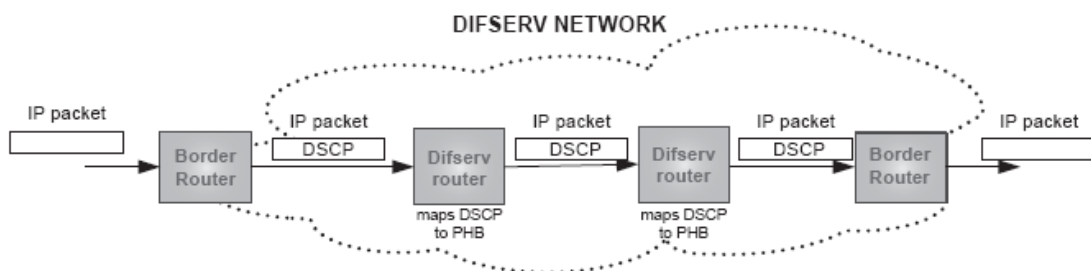 DIFSERV NETWORK
IP packet
IP packet
IP packet
IP packet
IP packet
DSCP
DSCP
DSCP
Border
Router
Difserv
router
Difserv
router
Border
Router
maps DSCP
to PHB
maps DSCP
to PHB